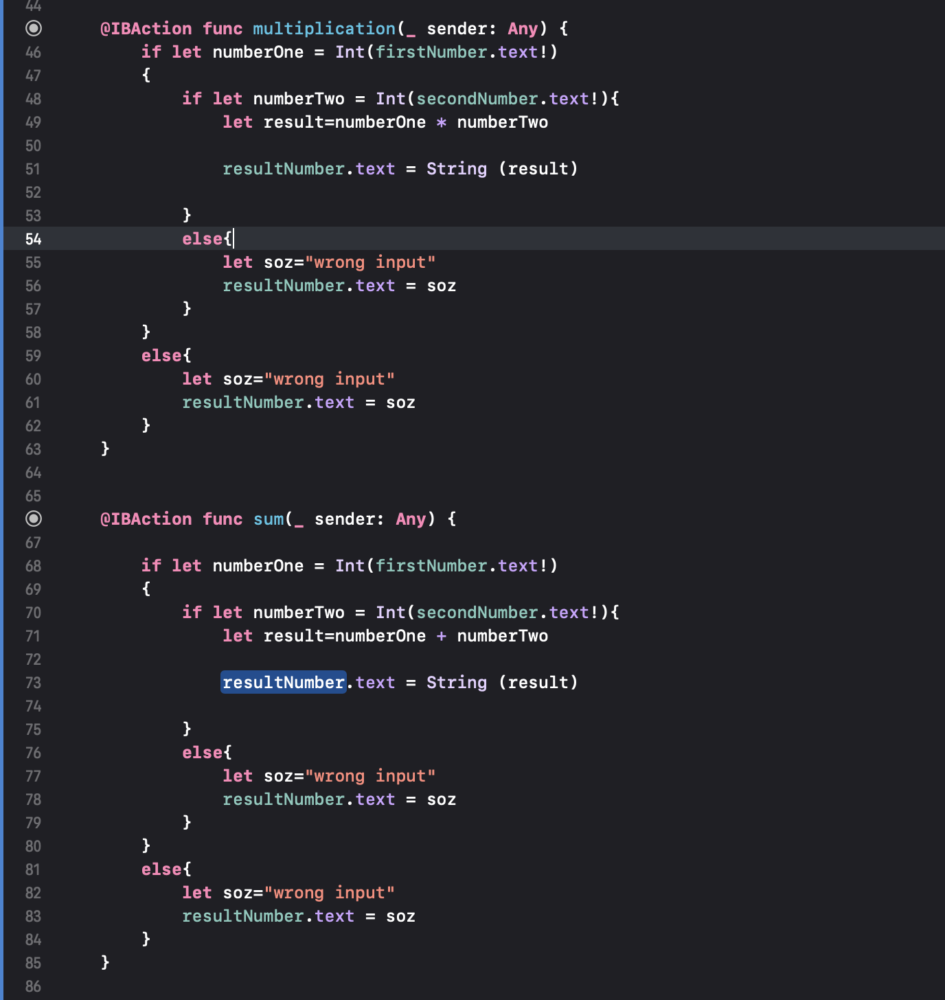 44
@IBAction func multiplication(_ sender: Any) {
46 if let numberOne = Int(firstNumber.text!)
47 {
48 if let numberTwo = Int(secondNumber.text!){
49 let result=numberOne * numberTwo
50
51 resultNumber.text = String (result)
52
53 }
54 else{
55 let soz="wrong input"
56 resultNumber.text = soz
57 }
58 }
59 else{
60 let soz="wrong input"
61 resultNumber.text = soz
62 }
63 }
64
65
@IBAction func sum(_ sender: Any) {
67
68 if let numberOne = Int(firstNumber.text!)
69 {
70 if let numberTwo = Int(secondNumber.text!){
71 let result=numberOne + numberTwo
72
73 resultNumber.text = String (result)
74
75 }
76 else{
77 let soz="wrong input"
78 resultNumber.text = soz
79 }
80 }
81 else{
82 let soz="wrong input"
83 resultNumber.text = soz
84 }
85 }
86